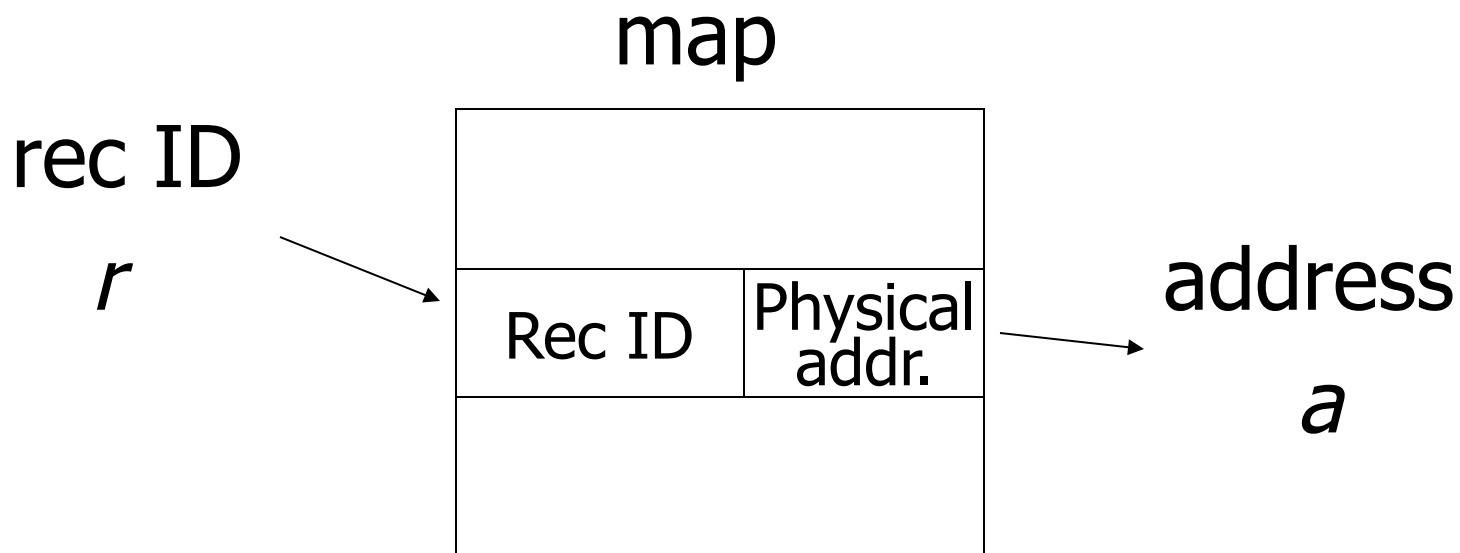 map
rec ID
r
Rec ID
Physical
addr.
address
a